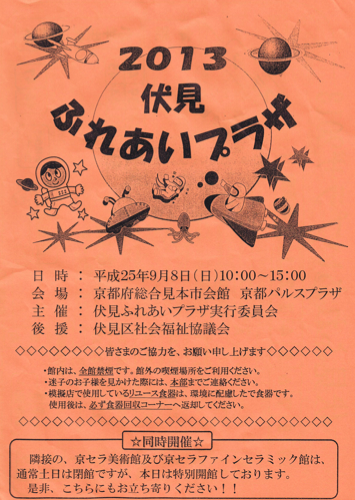 2013
伏見
ふれあいプラザ
日 時 : 平成25年9月8日(日)10:00~15:00
会 場 : 京都府総合見本市会館 京都パルスプラザ
主 催 : 伏見ふれあいプラザ実行委員会
後 援 : 伏見区社会福祉協議会
◇◇◇◇◇◇◇◇◇皆さまのご協力を、お願い申し上げます◇◇◇◇◇◇◇◇◇
・館内は、全館禁煙です。館外の喫煙場所をご利用ください。
・迷子のお子様を見かけた際には、本部までご連絡ください。
・模擬店で使用しているリユース食器は、環境に配慮したで食器です。
使用後は、必ず食器回収コーナーへ返却してください。
☆同時開催☆
隣接の、京セラ美術館及び京セラファインセラミック館は、
通常土日は閉館ですが、本日は特別開館しております。
是非、こちらにもお立ち寄りください!!